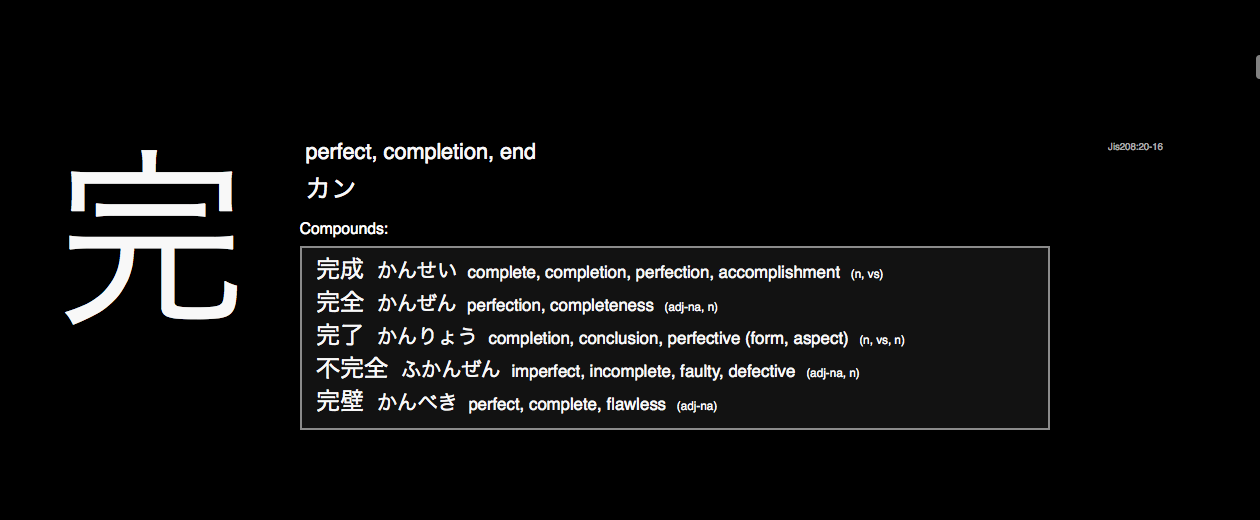 完
perfect, completion, end
Jis208:20-16
カン
Compounds:
完成 かんせい complete, completion, perfection, accomplishment (n, vs)
完全 かんぜん perfection, completeness (adj-na, n)
完了 かんりょう completion, conclusion, perfective (form, aspect) (n, vs, n)
不完全 ふかんぜん imperfect, incomplete, faulty, defective (adj-na, n)
完壁 かんぺき perfect, complete, flawless (adj-na)